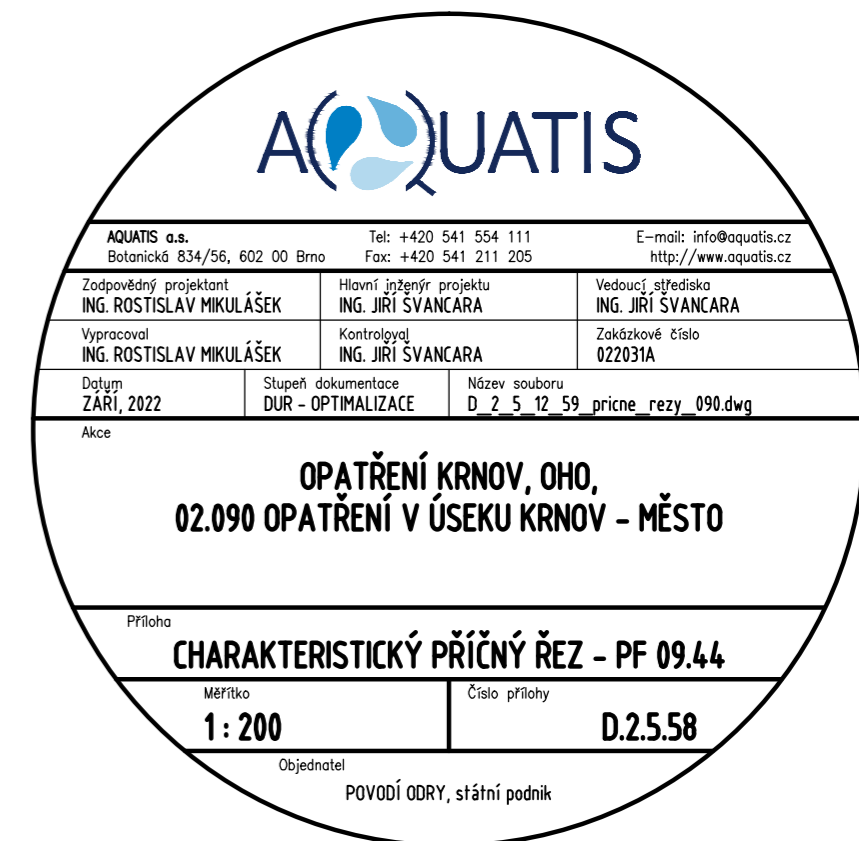 AQUATIS
AQUATIS a.s. Tel: +420 541 554 111 E-mail: info@aquatis.cz
Botanická 834/56, 602 00 Brno Fax: +420 541 211 205 http://www.aquatis.cz
Zodpovědný projektant Hlavní inženýr projektu Vedoucí střediska
ING. ROSTISLAV MIKULÁŠEK ING. JIŘÍ ŠVANCARA ING. JIŘÍ ŠVANCARA
Vypracoval Kontroloval Zakázkové číslo
ING. ROSTISLAV MIKULÁŠEK ING. JIŘÍ ŠVANCARA 022031A
Datum Stupeň dokumentace Název souboru
ZÁŘÍ, 2022 DUR - OPTIMALIZACE D_2_5_12_59_pricne_rezy_090.dwg
Akce
OPATŘENÍ KRNOV, OHO,
02.090 OPATŘENÍ V ÚSEKU KRNOV - MĚSTO
Příloha
CHARAKTERISTICKÝ PŘÍČNÝ ŘEZ - PF 09.44
Měřítko Číslo přílohy
1 : 200 D.2.5.58
Objednatel
POVODÍ ODRY, státní podnik